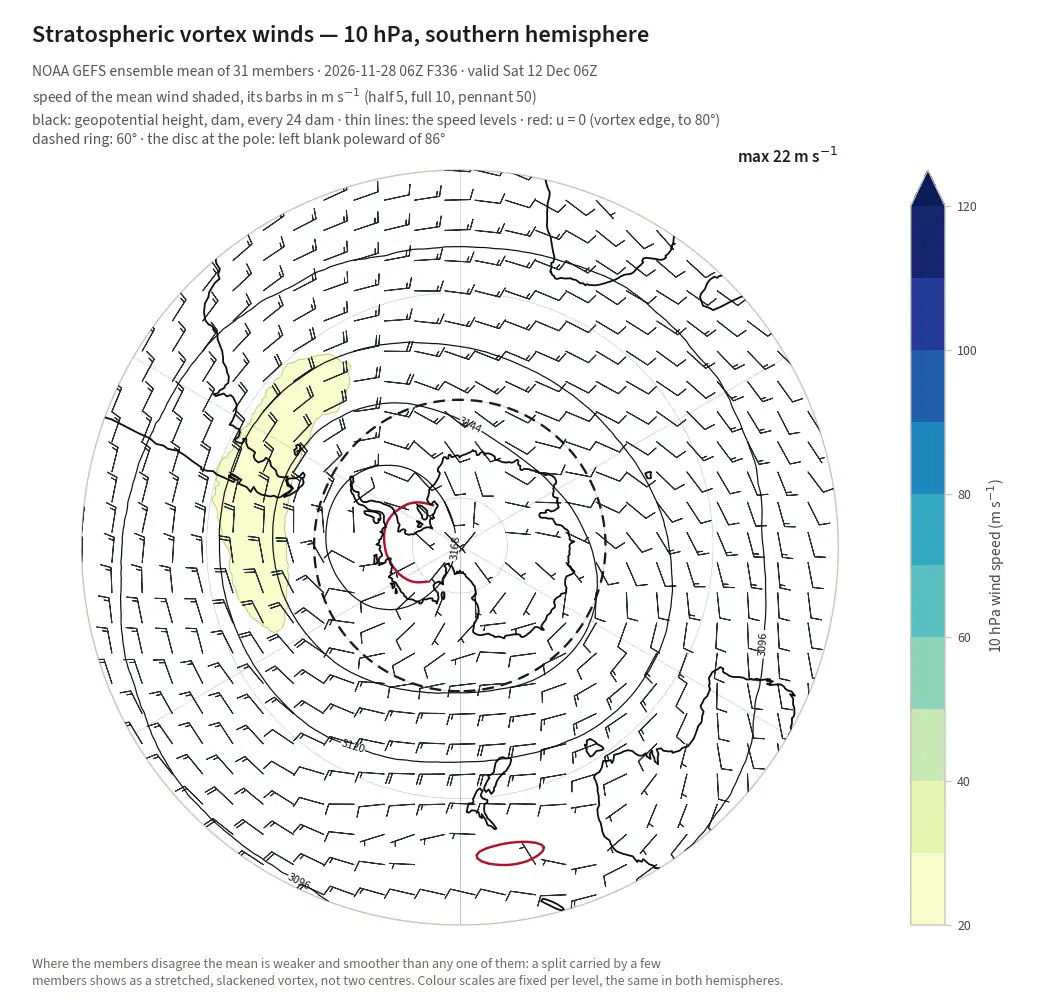 Stratospheric vortex winds — 10 hPa, southern hemisphere
NOAA GEFS ensemble mean of 31 members · 2026-11-28 06Z F336 · valid Sat 12 Dec 06Z
speed of the mean wind shaded, its barbs in m s⁻¹ (half 5, full 10, pennant 50)
black: geopotential height, dam, every 24 dam · thin lines: the speed levels · red: u = 0 (vortex edge, to 80°)
dashed ring: 60° · the disc at the pole: left blank poleward of 86°
max 22 m s⁻¹
120
100
80
60
40
20
10 hPa wind speed (m s⁻¹)
3144
3168
3096
3120
3096
Where the members disagree the mean is weaker and smoother than any one of them: a split carried by a few
members shows as a stretched, slackened vortex, not two centres. Colour scales are fixed per level, the same in both hemispheres.